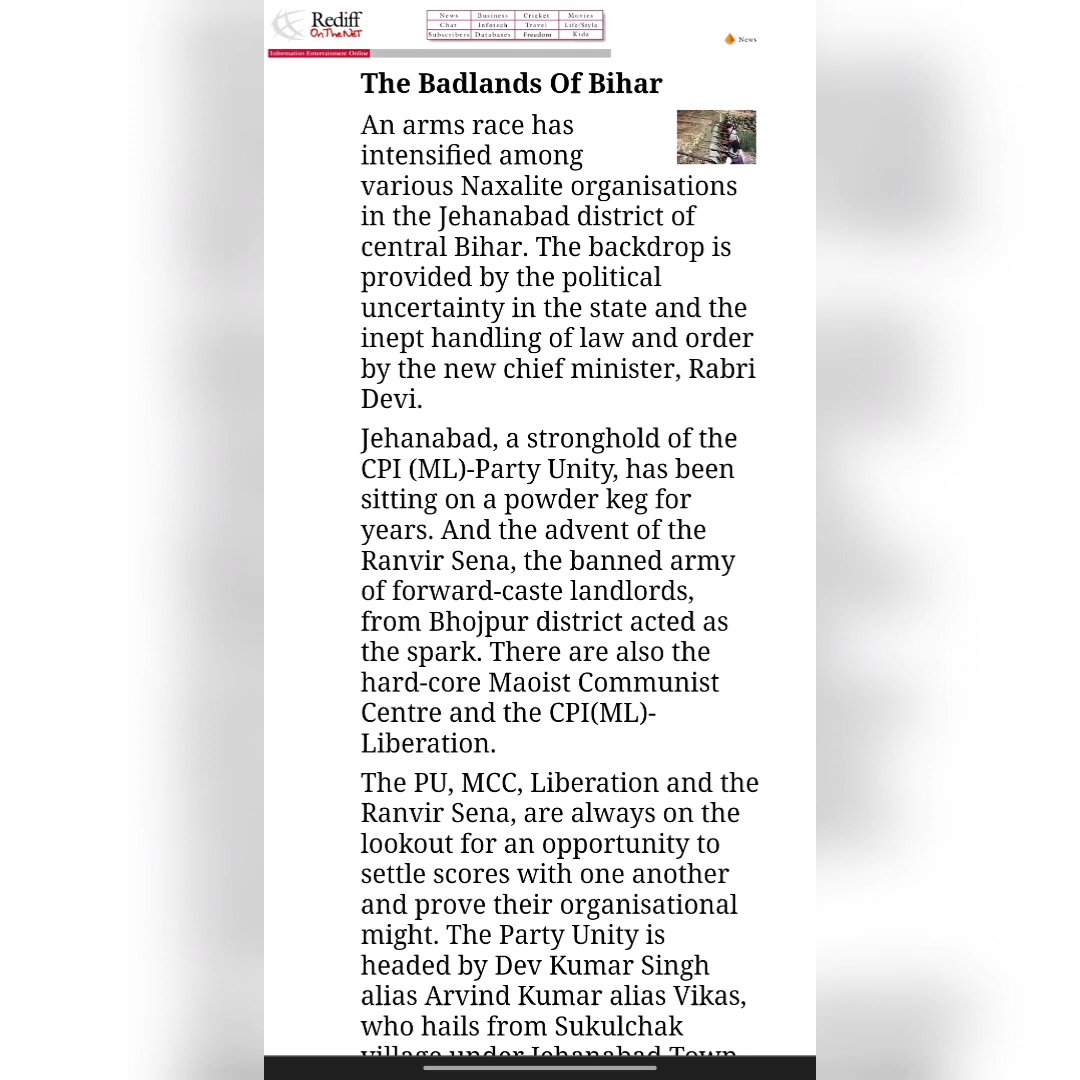 Rediff
OnTheNeT
News Business Cricket Movies
Chat Infotech Travel Life/Style
Subscribers Databases Freedom Kidz
News
Information Entertainment Online
The Badlands Of Bihar
An arms race has
intensified among
various Naxalite organisations
in the Jehanabad district of
central Bihar. The backdrop is
provided by the political
uncertainty in the state and the
inept handling of law and order
by the new chief minister, Rabri
Devi.
Jehanabad, a stronghold of the
CPI (ML)-Party Unity, has been
sitting on a powder keg for
years. And the advent of the
Ranvir Sena, the banned army
of forward-caste landlords,
from Bhojpur district acted as
the spark. There are also the
hard-core Maoist Communist
Centre and the CPI(ML)-
Liberation.
The PU, MCC, Liberation and the
Ranvir Sena, are always on the
lookout for an opportunity to
settle scores with one another
and prove their organisational
might. The Party Unity is
headed by Dev Kumar Singh
alias Arvind Kumar alias Vikas,
who hails from Sukulchak
village under Jehanabad Town